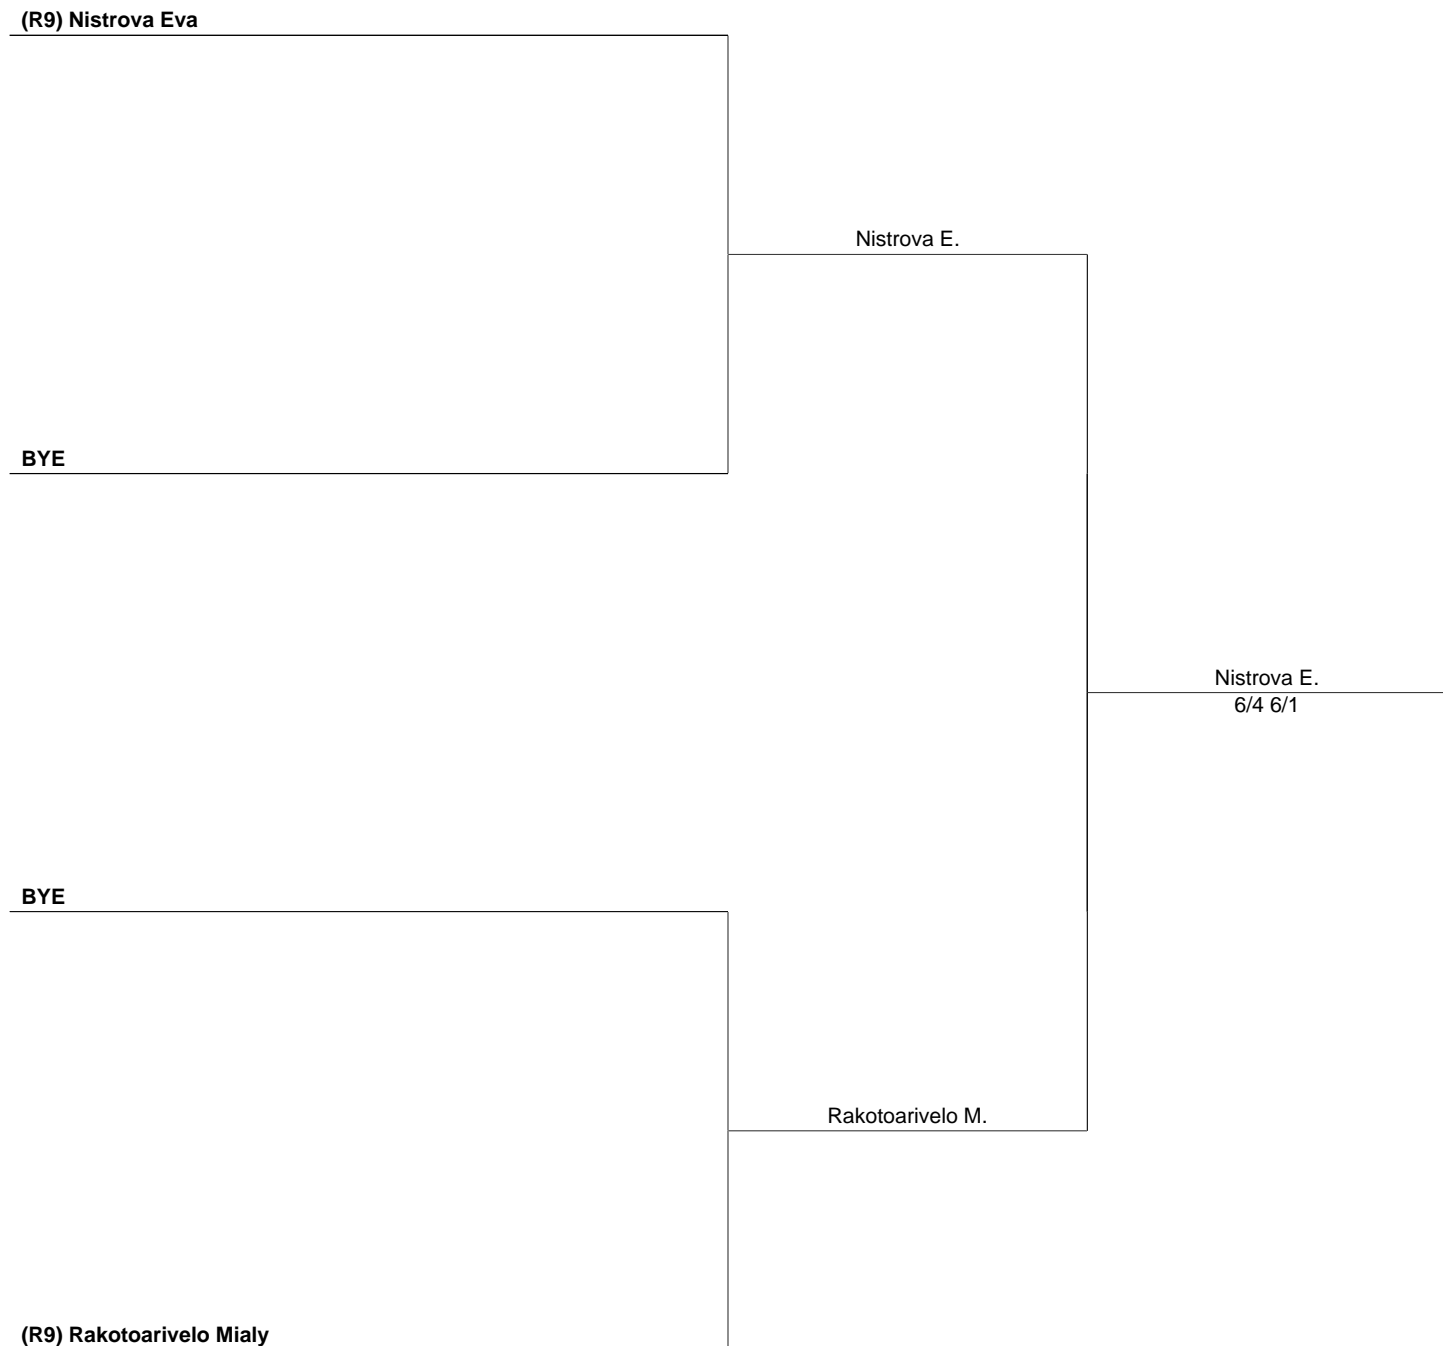 (R9) Nistrova Eva
Nistrova E.
BYE
Nistrova E.
6/4 6/1
BYE
Rakotoarivelo M.
(R9) Rakotoarivelo Mialy